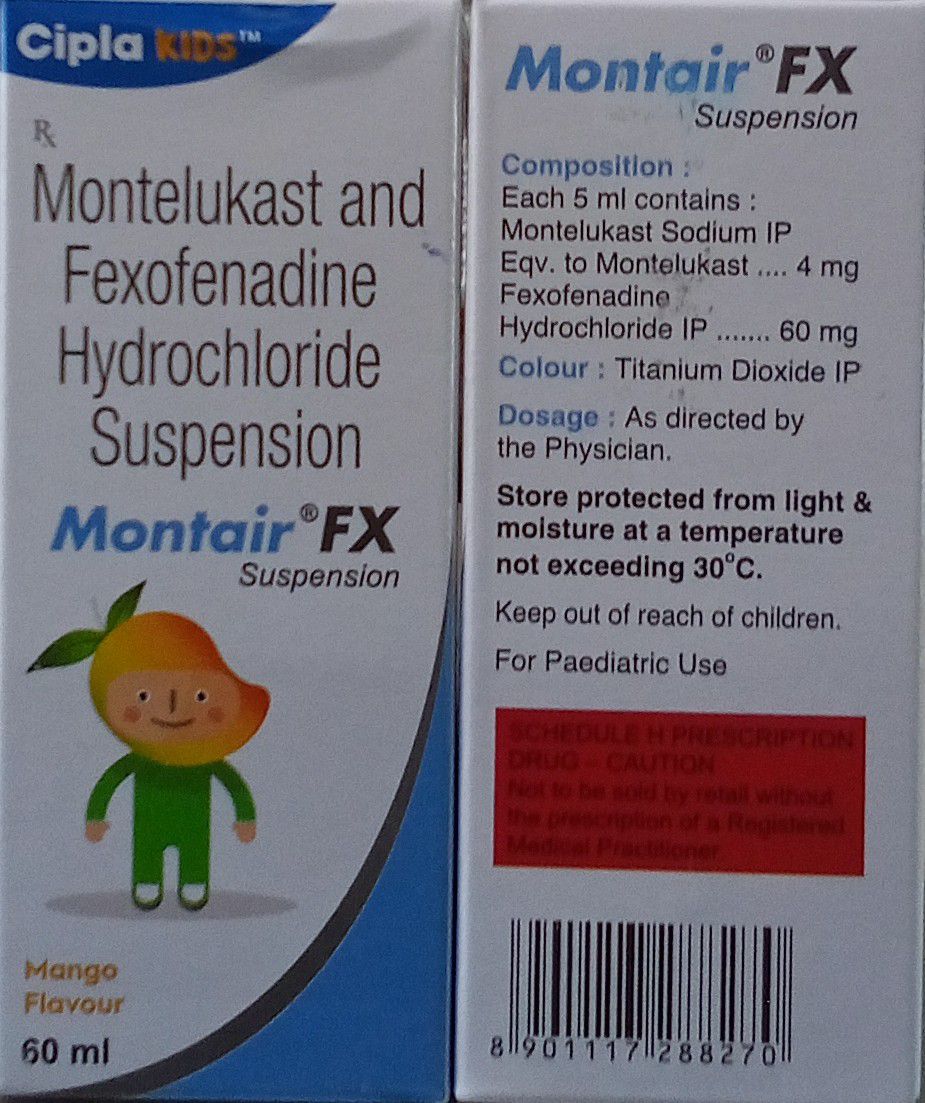 Cipla KIDS™
Rx
Montelukast and
Fexofenadine
Hydrochloride
Suspension
Montair®FX
Suspension
Mango
Flavour
60 ml
Montair®FX
Suspension
Composition :
Each 5 ml contains :
Montelukast Sodium IP
Eqv. to Montelukast .... 4 mg
Fexofenadine
Hydrochloride IP ....... 60 mg
Colour : Titanium Dioxide IP
Dosage : As directed by
the Physician.
Store protected from light &
moisture at a temperature
not exceeding 30°C.
Keep out of reach of children.
For Paediatric Use
SCHEDULE H PRESCRIPTION
DRUG - CAUTION
Not to be sold by retail without
the prescription of a Registered
Medical Practitioner.
8 901117 288270